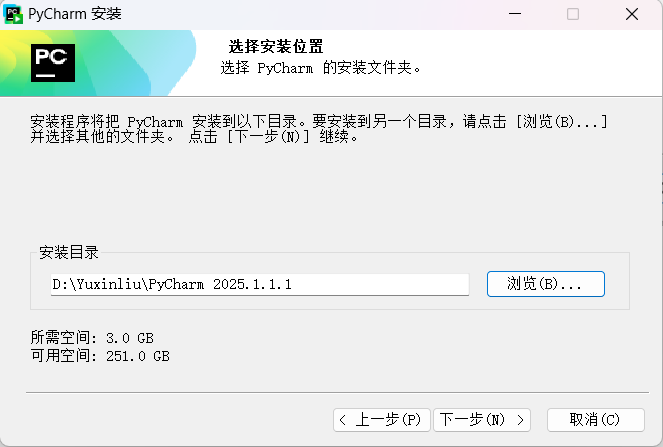 PyCharm 安装
PC
选择安装位置
选择 PyCharm 的安装文件夹。
安装程序将把 PyCharm 安装到以下目录。要安装到另一个目录，请点击 [浏览(B)...]
并选择其他的文件夹。 点击 [下一步(N)] 继续。
安装目录
D:\Yuxinliu\PyCharm 2025.1.1.1
浏览(B)...
所需空间: 3.0 GB
可用空间: 251.0 GB
< 上一步(P) 下一步(N) > 取消(C)